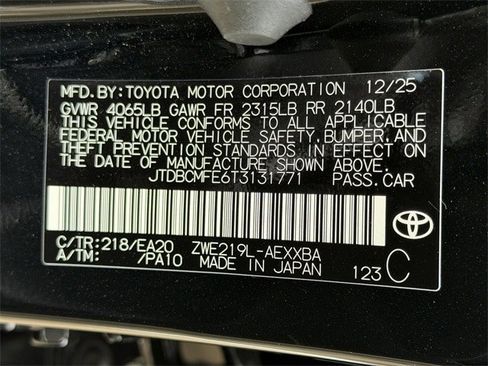 MFD.BY:TOYOTA MOTOR CORPORATION 12/25
GVWR 4065LB GAWR FR 2315LB RR 2140LB
THIS VEHICLE CONFORMS TO ALL APPLICABLE
FEDERAL MOTOR VEHICLE SAFETY,BUMPER,AND
THEFT PREVENTION STANDARDS IN EFFECT ON
THE DATE OF MANUFACTURE SHOWN ABOVE.
JTDBCMFE6T3131771 PASS.CAR
C/TR:218/EA20 ZWE219L-AEXXBA
A/TM: /PA10 MADE IN JAPAN 123 C